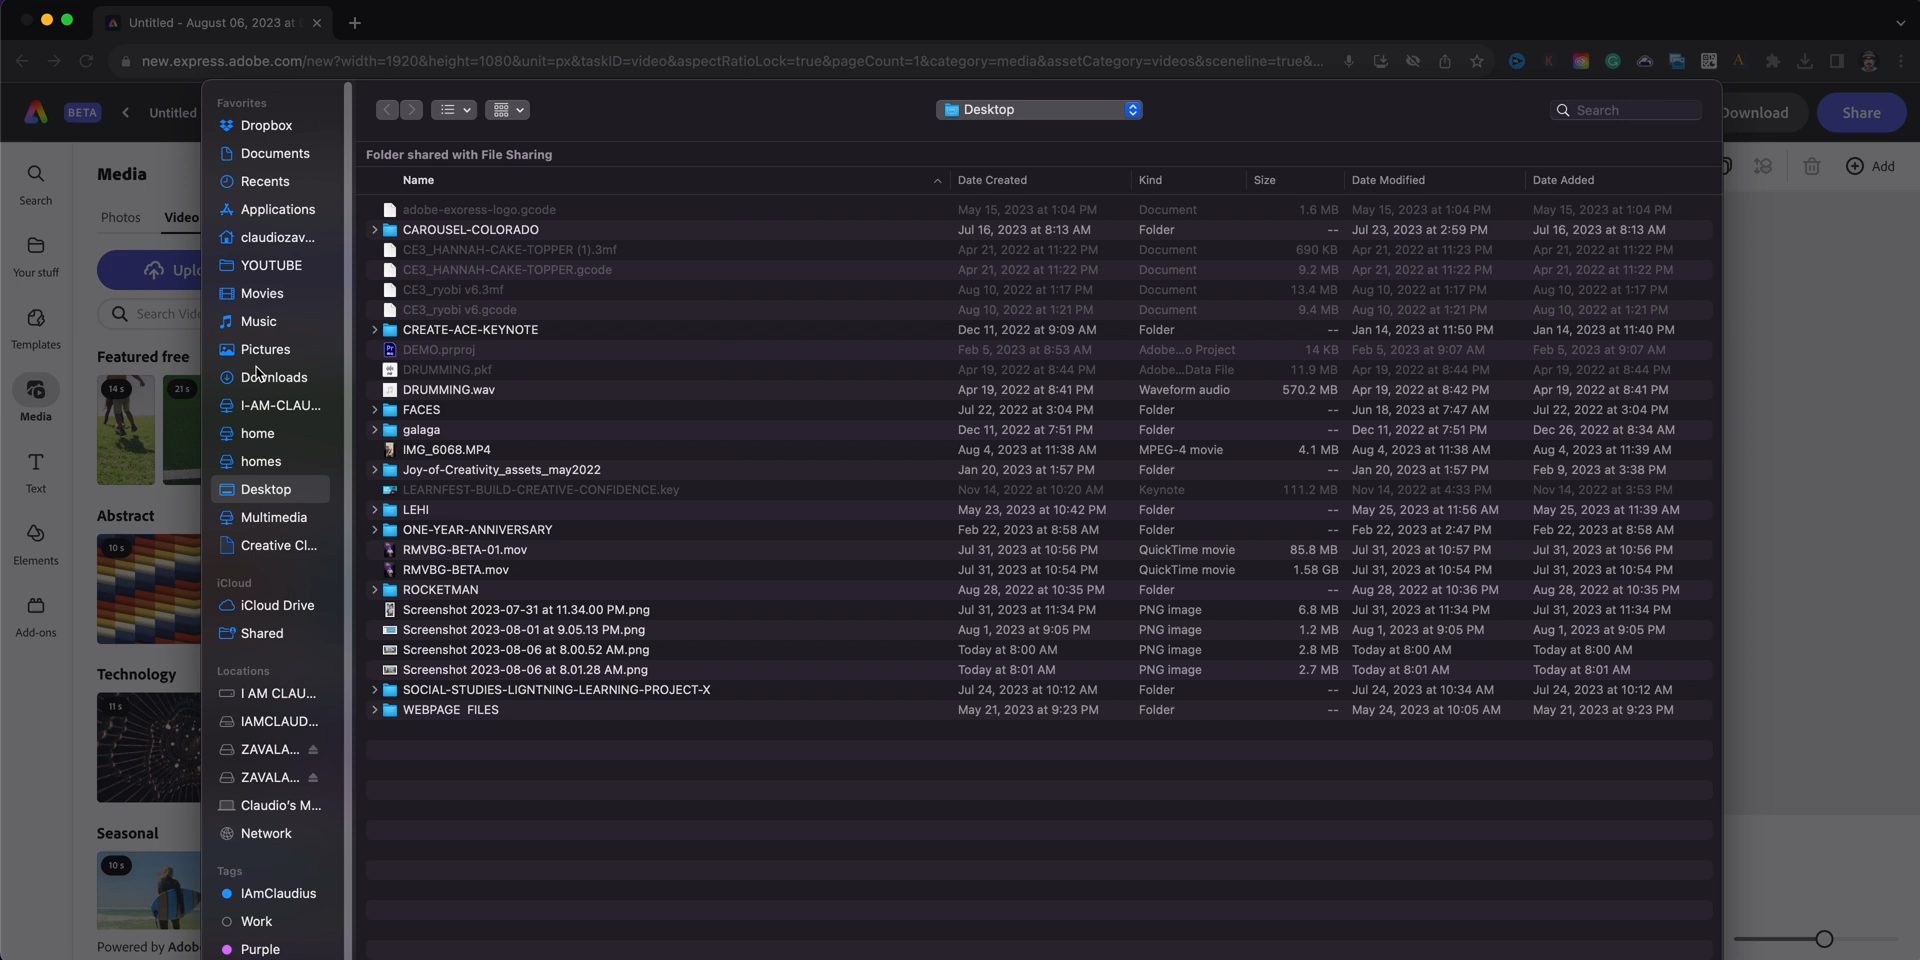 Untitled - August 06, 2023 at
new.express.adobe.com/new?width=1920&height=1080&unit=px&taskID=video&aspectRatioLock=true&pageCount=1&category=media&assetCategory=videos&sceneline=true&...
BETA
Untitled
Download
Share
Add
Search
Your stuff
Templates
Media
Text
Elements
Add-ons
Media
Photos
Video
Search
Featured free
14 s
21 s
Abstract
10 s
Technology
11 s
Seasonal
10 s
Powered by
Favorites
Dropbox
Documents
Recents
Applications
claudiozav...
YOUTUBE
Movies
Music
Pictures
Downloads
I-AM-CLAU...
home
homes
Desktop
Multimedia
Creative Cl...
iCloud
iCloud Drive
Shared
Locations
I AM CLAU...
IAMCLAUD...
ZAVALA...
ZAVALA...
Claudio's M...
Network
Tags
IAmClaudius
Work
Purple
Desktop
Search
Folder shared with File Sharing
Name Date Created Kind Size Date Modified Date Added
adobe-exoress-logo.gcode May 15, 2023 at 1:04 PM Document 1.6 MB May 15, 2023 at 1:04 PM May 15, 2023 at 1:04 PM
CAROUSEL-COLORADO Jul 16, 2023 at 8:13 AM Folder -- Jul 23, 2023 at 2:59 PM Jul 16, 2023 at 8:13 AM
CE3_HANNAH-CAKE-TOPPER (1).3mf Apr 21, 2023 at 11:22 PM Document 690 KB Apr 21, 2023 at 11:23 PM Apr 21, 2023 at 11:22 PM
CE3_HANNAH-CAKE-TOPPER.gcode Apr 21, 2023 at 11:22 PM Document 9.2 MB Apr 21, 2023 at 11:22 PM Apr 21, 2023 at 11:22 PM
CE3_ryobi v6.3mf Aug 10, 2022 at 1:17 PM Document 13.4 MB Aug 10, 2022 at 1:17 PM Aug 10, 2022 at 1:17 PM
CE3_ryobi v6.gcode Aug 10, 2022 at 1:21 PM Document 9.4 MB Aug 10, 2022 at 1:21 PM Aug 10, 2022 at 1:21 PM
CREATE-ACE-KEYNOTE Dec 11, 2022 at 9:09 AM Folder -- Jan 14, 2023 at 11:50 PM Jan 14, 2023 at 11:40 PM
DEMO.prproj Feb 5, 2023 at 8:53 AM Adobe...o Project 14 KB Feb 5, 2023 at 9:07 AM Feb 5, 2023 at 9:07 AM
DRUMMING.pkf Apr 19, 2022 at 8:44 PM Adobe...Data File 11.9 MB Apr 19, 2022 at 8:44 PM Apr 19, 2022 at 8:44 PM
DRUMMING.wav Apr 19, 2022 at 8:41 PM Waveform audio 570.2 MB Apr 19, 2022 at 8:42 PM Apr 19, 2022 at 8:41 PM
FACES Jul 22, 2022 at 3:04 PM Folder -- Jun 18, 2023 at 7:47 AM Jul 22, 2022 at 3:04 PM
galaga Dec 11, 2022 at 7:51 PM Folder -- Dec 11, 2022 at 7:51 PM Dec 26, 2022 at 8:34 AM
IMG_6068.MP4 Aug 4, 2023 at 11:38 AM MPEG-4 movie 4.1 MB Aug 4, 2023 at 11:38 AM Aug 4, 2023 at 11:39 AM
Joy-of-Creativity_assets_may2022 Jan 20, 2023 at 1:57 PM Folder -- Jan 20, 2023 at 1:57 PM Feb 9, 2023 at 3:38 PM
LEARNFEST-BUILD-CREATIVE-CONFIDENCE.key Nov 14, 2022 at 10:20 AM Keynote 111.2 MB Nov 14, 2022 at 4:33 PM Nov 14, 2022 at 3:53 PM
LEHI May 23, 2023 at 10:42 PM Folder -- May 25, 2023 at 11:56 AM May 25, 2023 at 11:39 AM
ONE-YEAR-ANNIVERSARY Feb 22, 2023 at 8:58 AM Folder -- Feb 22, 2023 at 2:47 PM Feb 22, 2023 at 8:58 AM
RMVBG-BETA-01.mov Jul 31, 2023 at 10:56 PM QuickTime movie 85.8 MB Jul 31, 2023 at 10:57 PM Jul 31, 2023 at 10:56 PM
RMVBG-BETA.mov Jul 31, 2023 at 10:54 PM QuickTime movie 1.58 GB Jul 31, 2023 at 10:54 PM Jul 31, 2023 at 10:54 PM
ROCKETMAN Aug 28, 2022 at 10:35 PM Folder -- Aug 28, 2022 at 10:36 PM Aug 28, 2022 at 10:35 PM
Screenshot 2023-07-31 at 11.34.00 PM.png Jul 31, 2023 at 11:34 PM PNG image 6.8 MB Jul 31, 2023 at 11:34 PM Jul 31, 2023 at 11:34 PM
Screenshot 2023-08-01 at 9.05.13 PM.png Aug 1, 2023 at 9:05 PM PNG image 1.2 MB Aug 1, 2023 at 9:05 PM Aug 1, 2023 at 9:05 PM
Screenshot 2023-08-06 at 8.00.52 AM.png Today at 8:00 AM PNG image 2.8 MB Today at 8:00 AM Today at 8:00 AM
Screenshot 2023-08-06 at 8.01.28 AM.png Today at 8:01 AM PNG image 2.7 MB Today at 8:01 AM Today at 8:01 AM
SOCIAL-STUDIES-LIGNTNING-LEARNING-PROJECT-X Jul 24, 2023 at 10:12 AM Folder -- Jul 24, 2023 at 10:34 AM Jul 24, 2023 at 10:12 AM
WEBPAGE FILES May 21, 2023 at 9:23 PM Folder -- May 24, 2023 at 10:05 AM May 21, 2023 at 9:23 PM